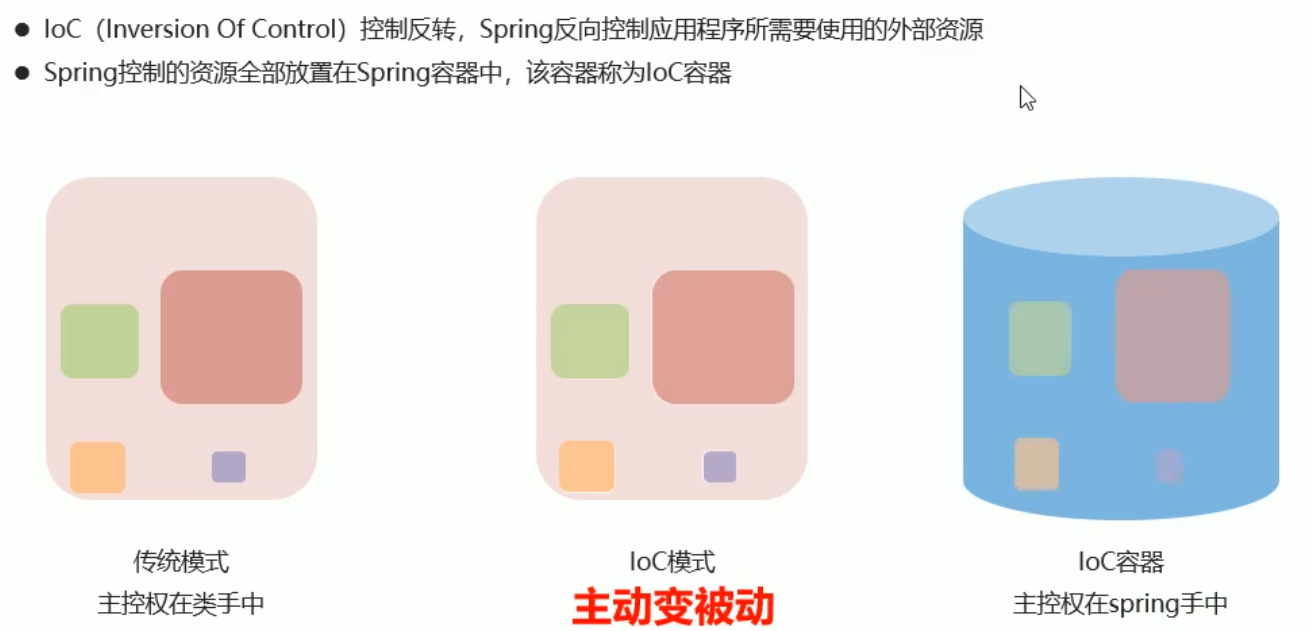 ● IoC（Inversion Of Control）控制反转，Spring反向控制应用程序所需要使用的外部资源
● Spring控制的资源全部放置在Spring容器中，该容器称为IoC容器
传统模式
主控权在类手中
IoC模式
主动变被动
IoC容器
主控权在spring手中